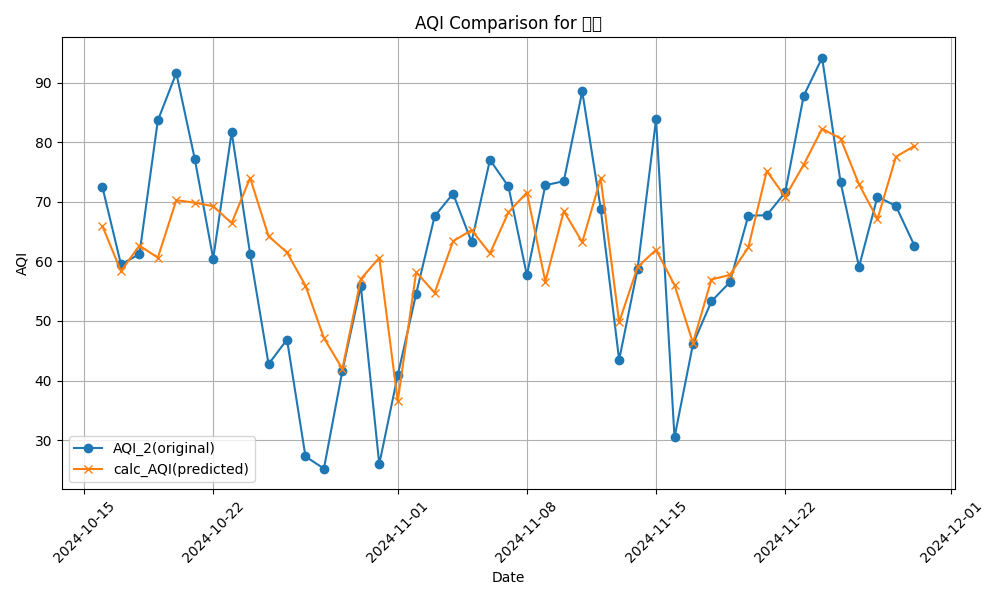 AQI Comparison for
AQI
90
80
70
60
50
40
30
AQI_2(original)
calc_AQI(predicted)
2024-10-15
2024-10-22
2024-11-01
2024-11-08
2024-11-15
2024-11-22
2024-12-01
Date